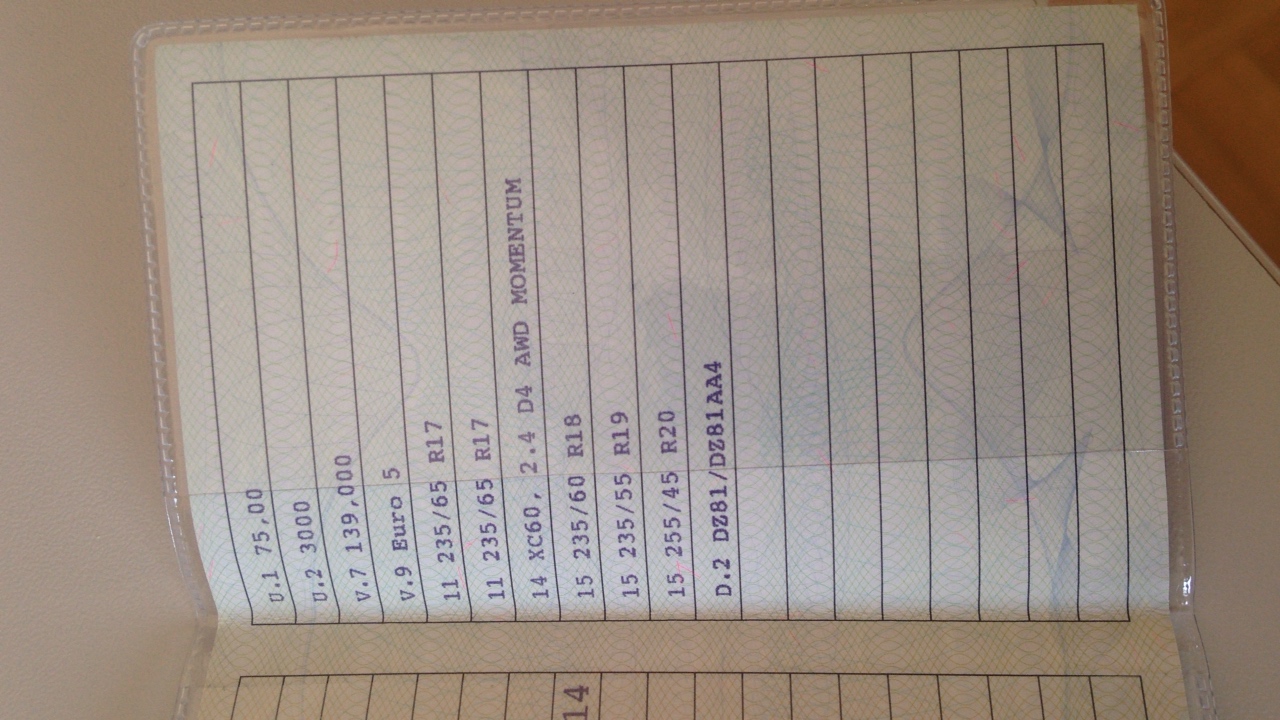 14
U.1 75,00
U.2 3000
V.7 139,000
V.9 Euro 5
11 235/65 R17
11 235/65 R17
14 XC60, 2.4 D4 AWD MOMENTUM
15 235/60 R18
15 235/55 R19
15 255/45 R20
D.2 DZ81/DZ81AA4